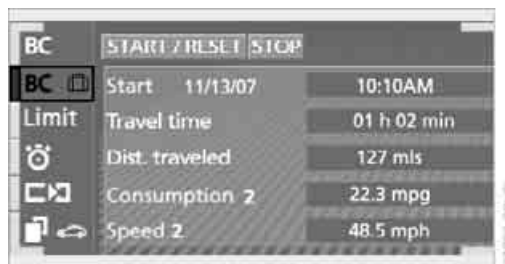 BC START / RESET STOP
BC Start 11/13/07 10:10AM
Limit Travel time 01 h 02 min
Dist. traveled 127 mls
Consumption 2 22.3 mpg
Speed 2 48.5 mph